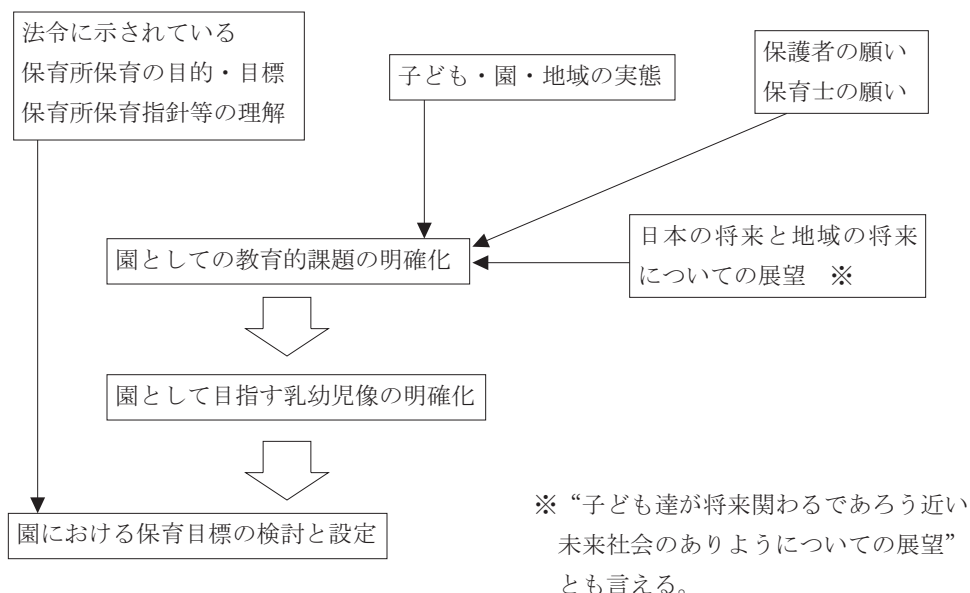 法令に示されている
保育所保育の目的・目標
保育所保育指針等の理解
子ども・園・地域の実態
保護者の願い
保育士の願い
園としての教育的課題の明確化
日本の将来と地域の将来
についての展望　※
園として目指す乳幼児像の明確化
園における保育目標の検討と設定
※“子ども達が将来関わるであろう近い
未来社会のありようについての展望”
とも言える。